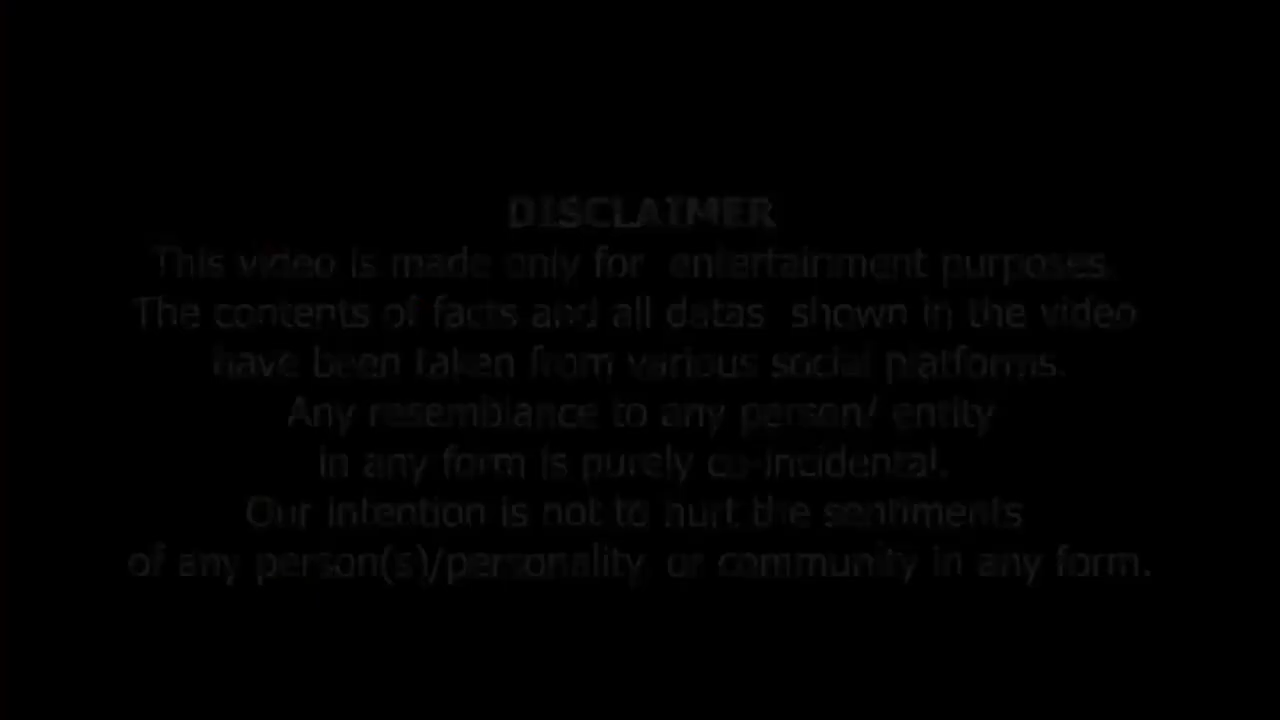 DISCLAIMER
This video is made only for entertainment purposes.
The contents of facts and all datas shown in the video
have been taken from various social platforms.
Any resemblance to any person/ entity
in any form is purely co-incidental.
Our intention is not to hurt the sentiments
of any person(s)/personality or community in any form.